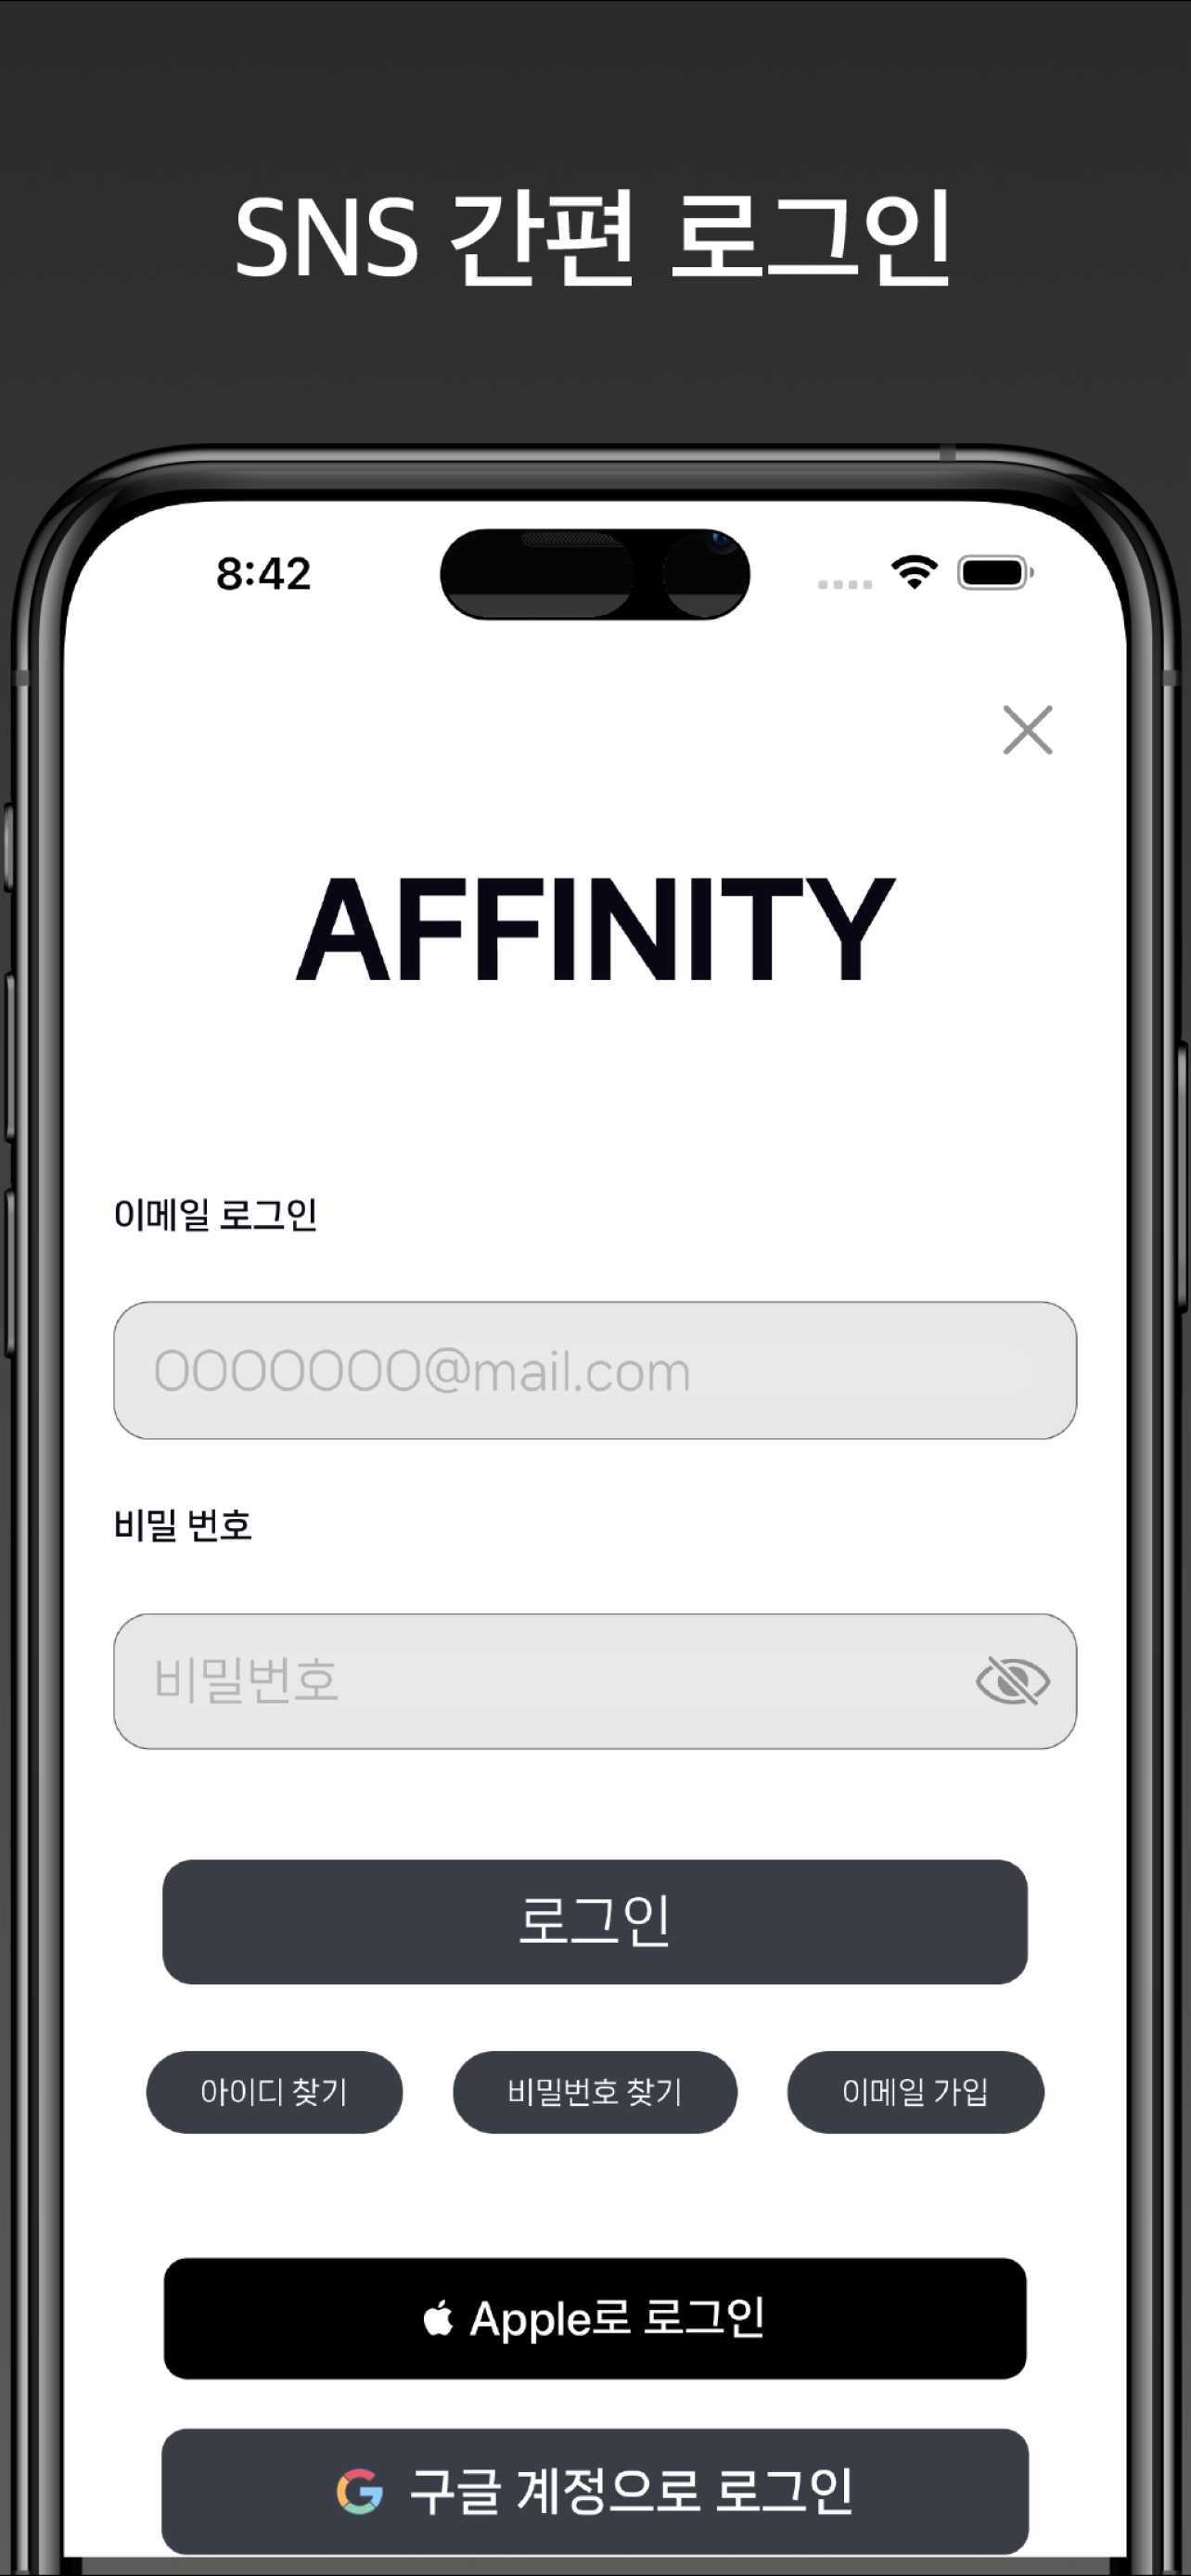 SNS 간편 로그인
8:42
AFFINITY
이메일 로그인
OOOOOOO@mail.com
비밀 번호
비밀번호
로그인
아이디 찾기
비밀번호 찾기
이메일 가입
Apple로 로그인
구글 계정으로 로그인